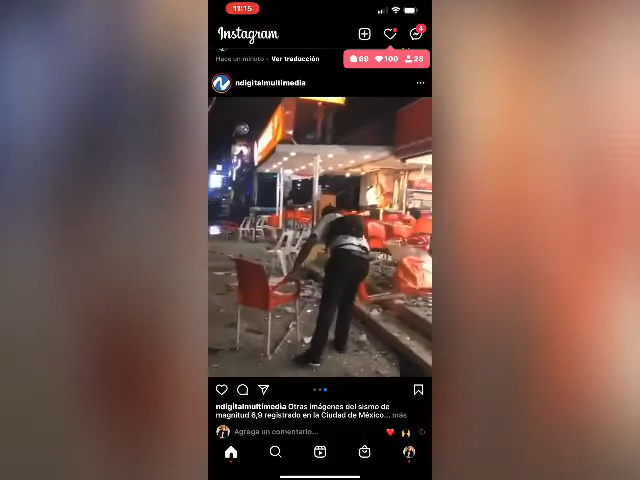 11:15
Instagram
4
Hace un minuto · Ver traducción
69 100 28
ndigitalmultimedia
ndigitalmultimedia Otras imágenes del sismo de
magnitud 6,9 registrado en la Ciudad de México... más
Agrega un comentario...